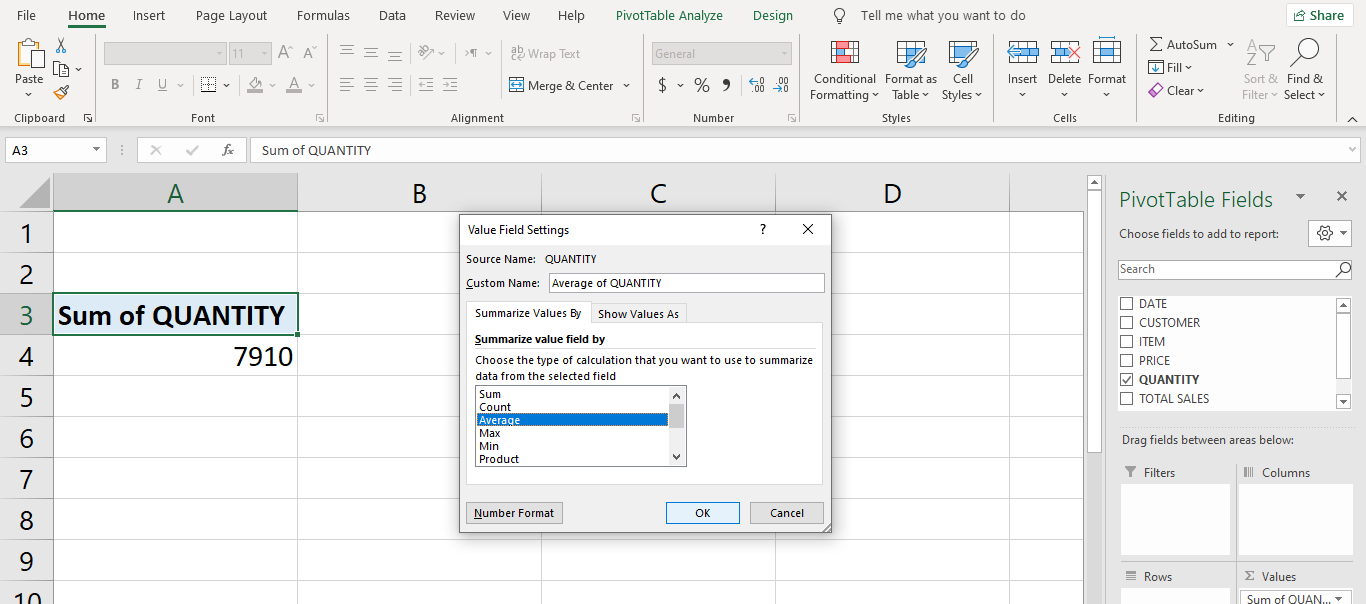 File Home Insert Page Layout Formulas Data Review View Help PivotTable Analyze Design Tell me what you want to do Share
Paste
Clipboard
11 A A
B I U A
Font
ab Wrap Text
Merge & Center
Alignment
General
$ % 9 .00 .00
Number
Conditional Formatting
Format as Table
Cell Styles
Styles
Insert Delete Format
Cells
AutoSum
Fill
Clear
Sort & Filter
Find & Select
Editing
A3 fx Sum of QUANTITY
A B C D
1
2
3 Sum of QUANTITY
4 7910
5
6
7
8
9
10
Value Field Settings ?
Source Name: QUANTITY
Custom Name: Average of QUANTITY
Summarize Values By Show Values As
Summarize value field by
Choose the type of calculation that you want to use to summarize
data from the selected field
Sum
Count
Average
Max
Min
Product
Number Format OK Cancel
PivotTable Fields
Choose fields to add to report:
Search
DATE
CUSTOMER
ITEM
PRICE
QUANTITY
TOTAL SALES
Drag fields between areas below:
Filters Columns
Rows Σ Values
Sum of QUAN...